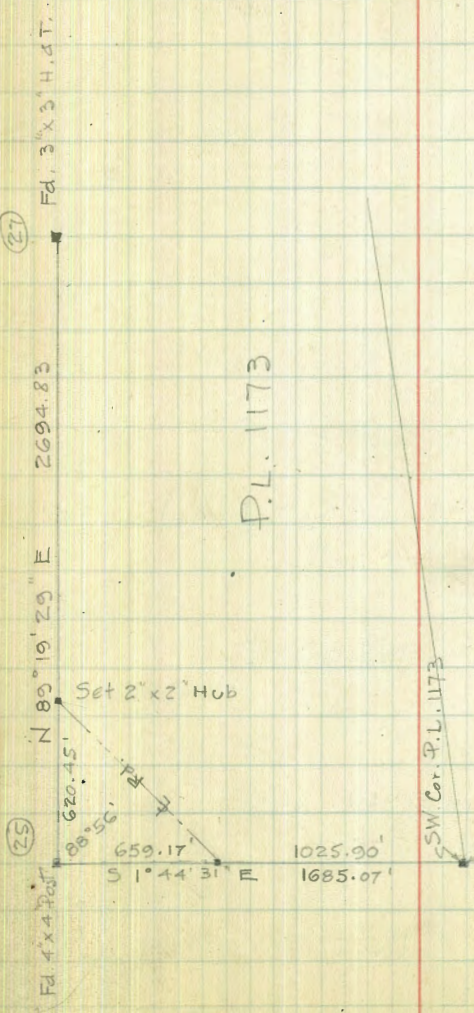 (27)
Fd. 3"x3" H. & T.
N 89°19'29" E 2694.83
P.L. 1173
Set 2"x2" Hub
(25)
620.45'
88°56'
Fd 4"x4" Post
659.17' 1025.90'
S 1°44'31" E 1685.07'
SW Cor. P.L. 1173